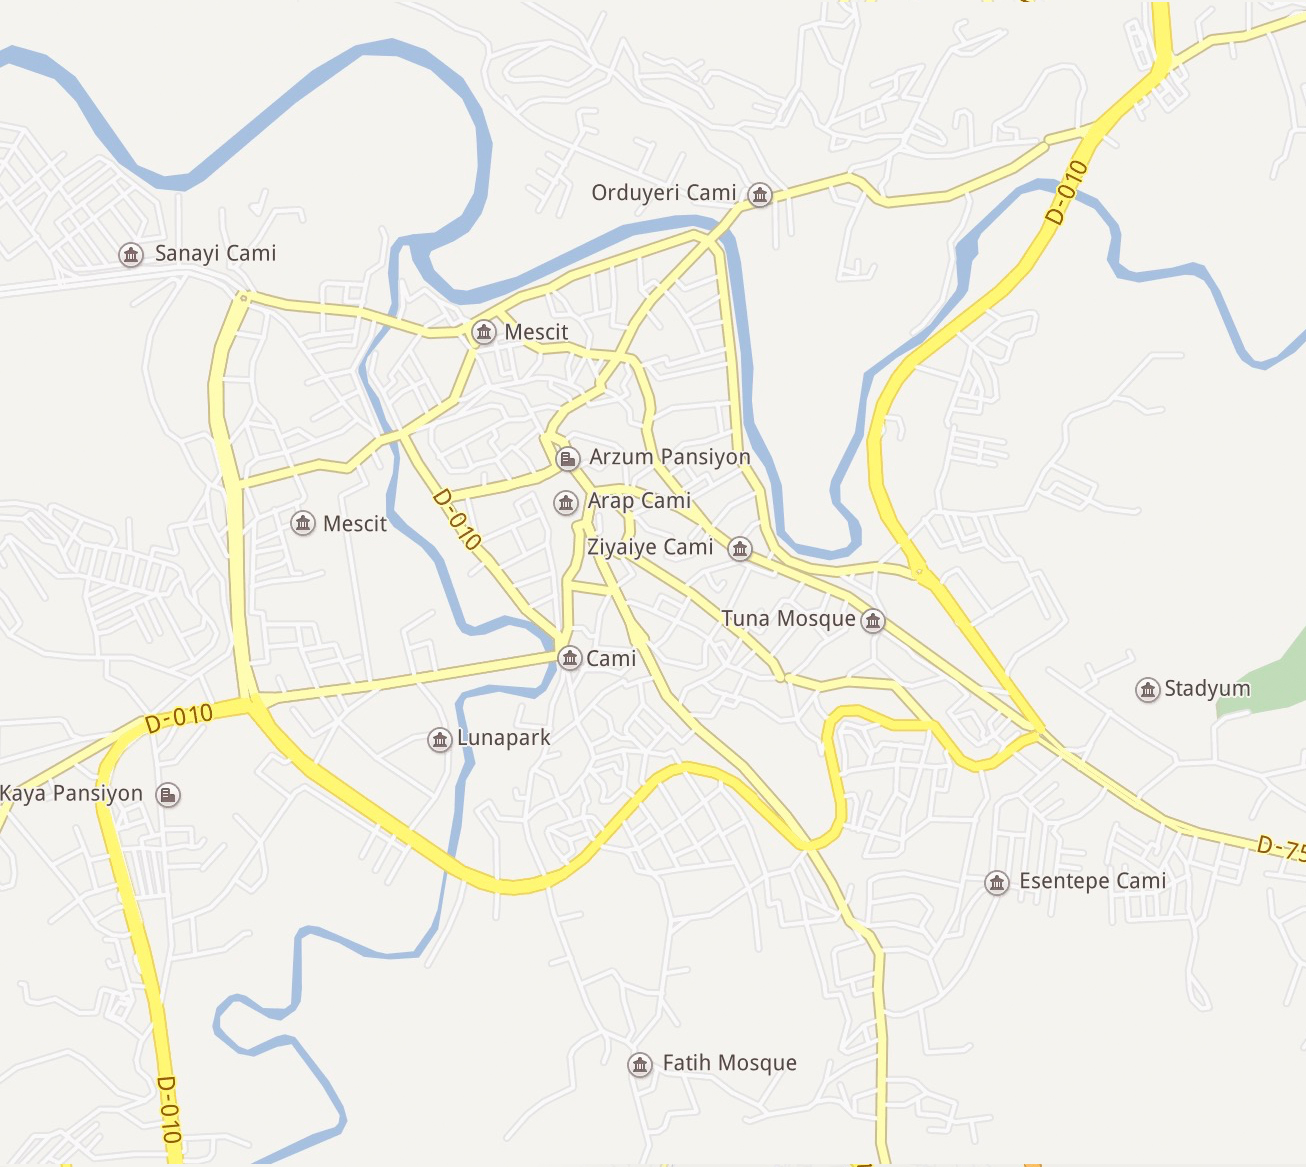 Orduyeri Cami
D-010
Sanayi Cami
Mescit
Arzum Pansiyon
D-010
Arap Cami
Mescit
Ziyaiye Cami
Tuna Mosque
Cami
Stadyum
D-010
Lunapark
Kaya Pansiyon
D-75
Esentepe Cami
Fatih Mosque
D-010